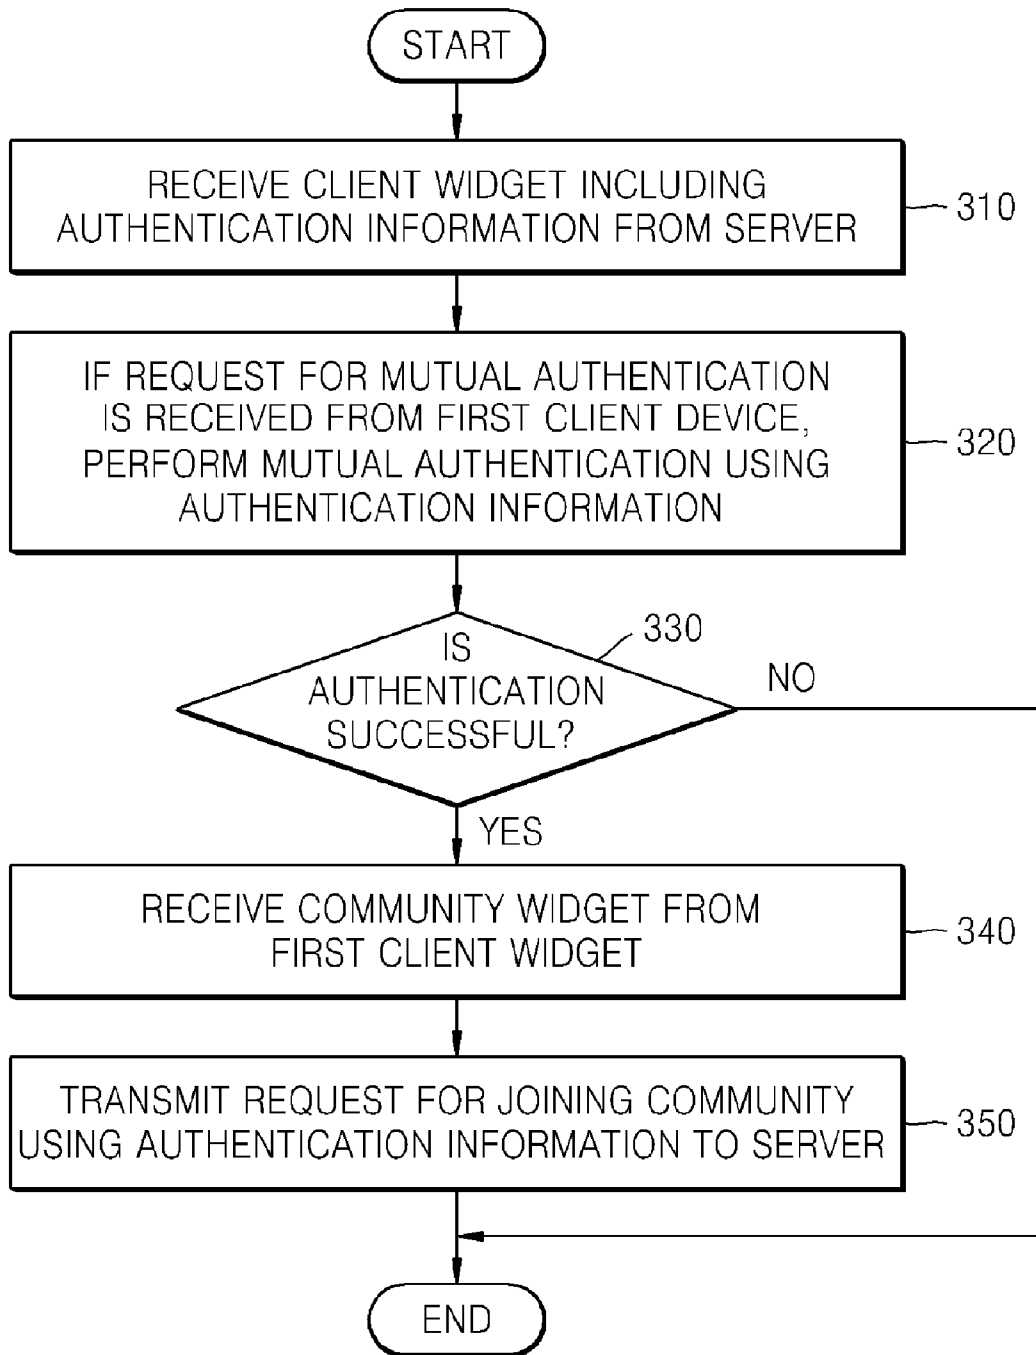 START
RECEIVE CLIENT WIDGET INCLUDING
AUTHENTICATION INFORMATION FROM SERVER
310
IF REQUEST FOR MUTUAL AUTHENTICATION
IS RECEIVED FROM FIRST CLIENT DEVICE,
PERFORM MUTUAL AUTHENTICATION USING
AUTHENTICATION INFORMATION
320
330
IS
AUTHENTICATION
SUCCESSFUL?
NO
YES
RECEIVE COMMUNITY WIDGET FROM
FIRST CLIENT WIDGET
340
TRANSMIT REQUEST FOR JOINING COMMUNITY
USING AUTHENTICATION INFORMATION TO SERVER
350
END